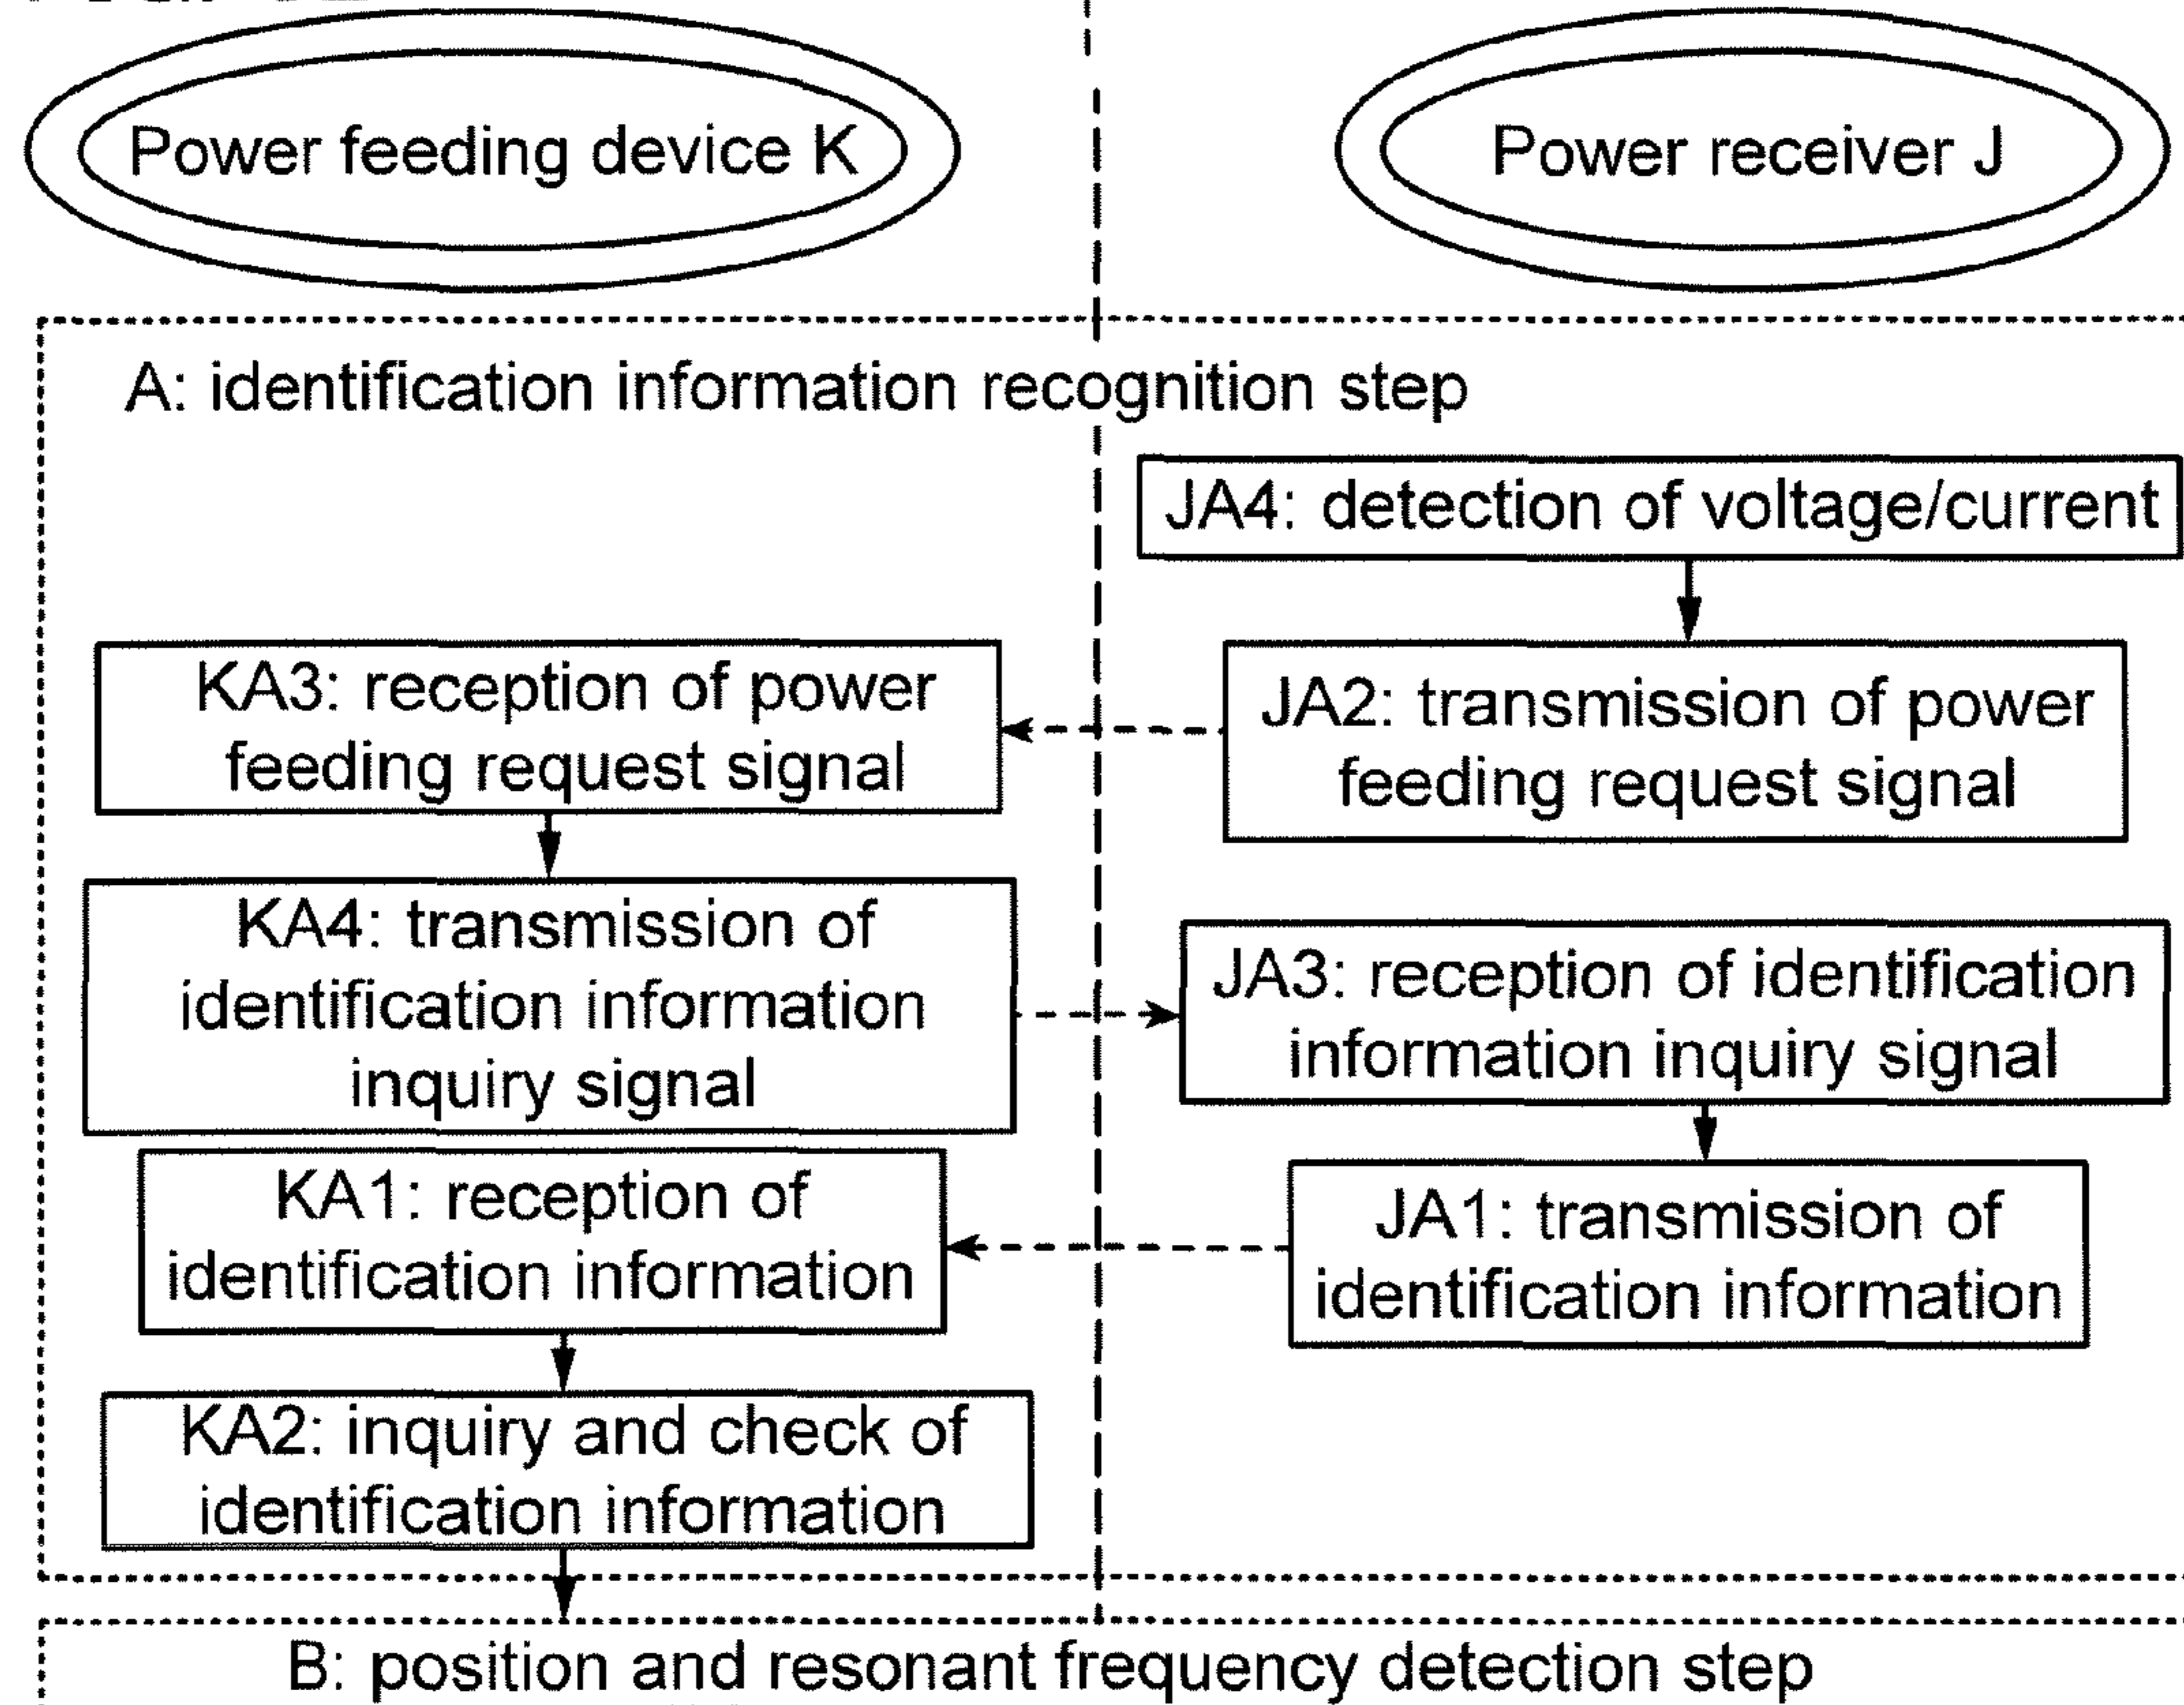 Power feeding device K
Power receiver J
A: identification information recognition step
JA4: detection of voltage/current
KA3: reception of power
feeding request signal
JA2: transmission of power
feeding request signal
KA4: transmission of
identification information
inquiry signal
JA3: reception of identification
information inquiry signal
KA1: reception of
identification information
JA1: transmission of
identification information
KA2: inquiry and check of
identification information
B: position and resonant frequency detection step